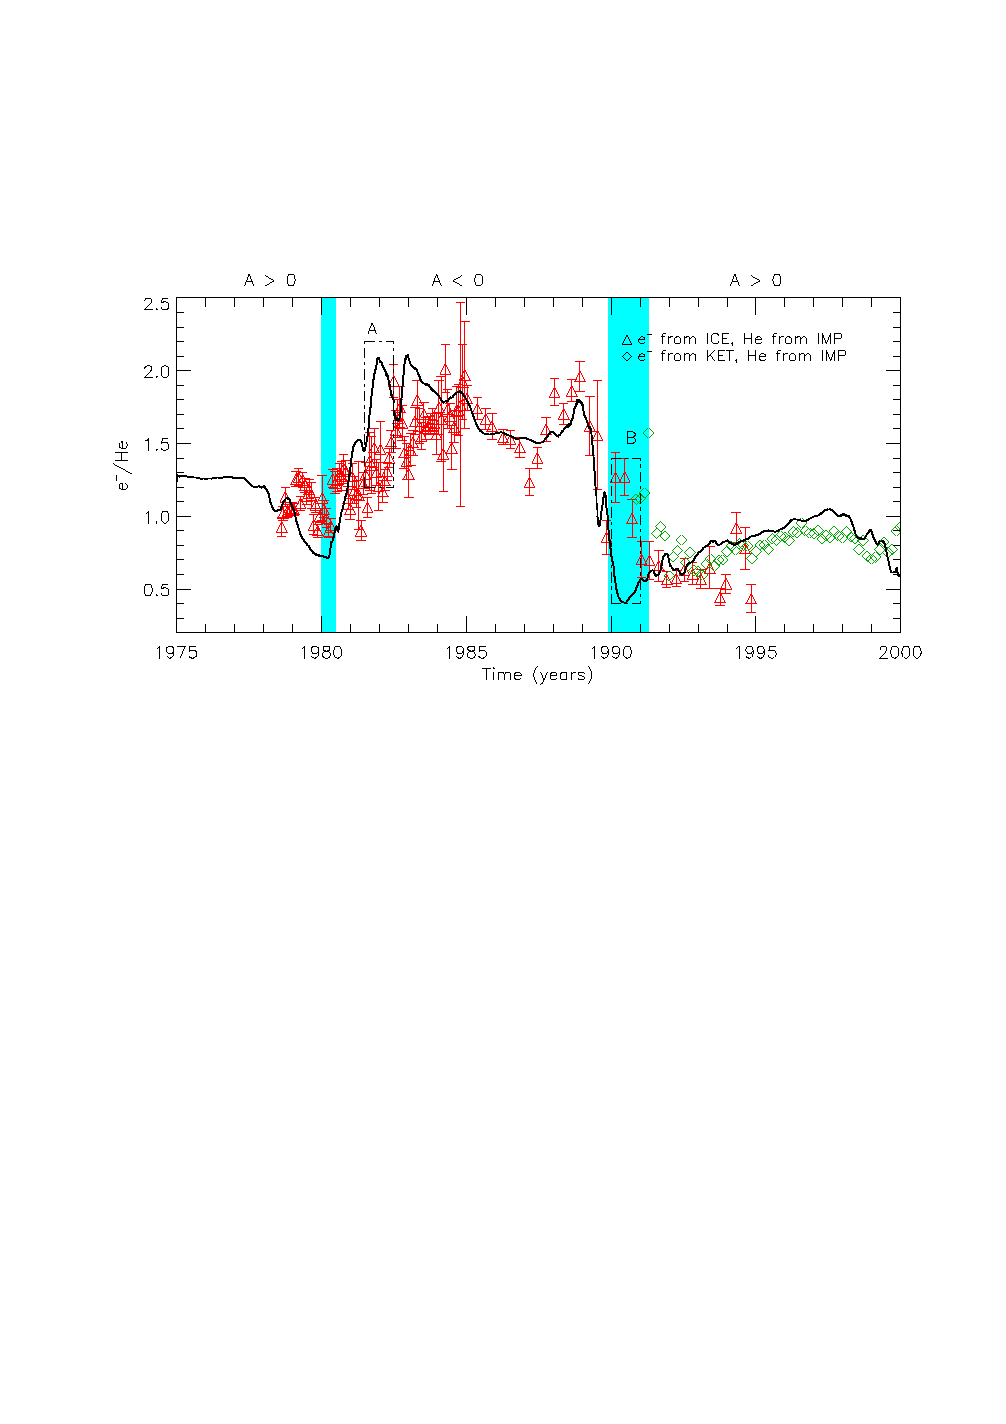 A > 0 A < 0 A > 0
2.5
A
e⁻ from ICE, He from IMP
e⁻ from KET, He from IMP
2.0
e⁻/He
1.5
B
1.0
0.5
1975 1980 1985 1990 1995 2000
Time (years)